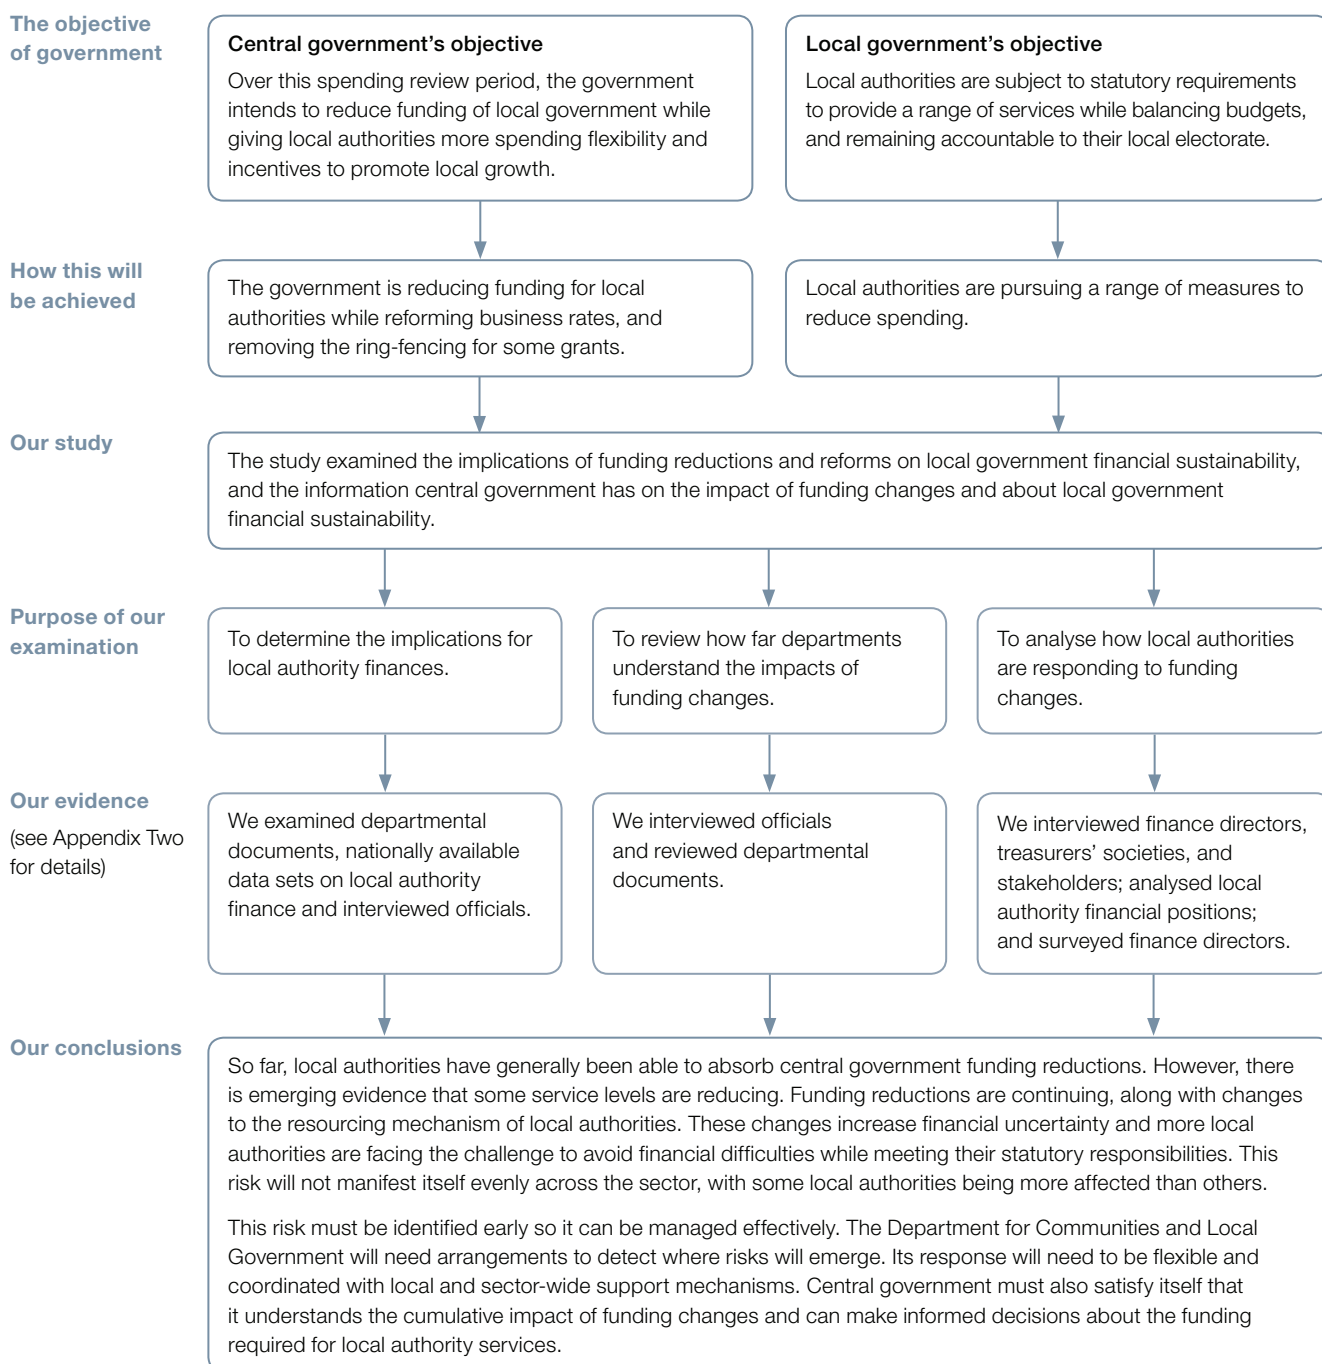 The objective
of government
Central government's objective
Over this spending review period, the government
intends to reduce funding of local government while
giving local authorities more spending flexibility and
incentives to promote local growth.
Local government's objective
Local authorities are subject to statutory requirements
to provide a range of services while balancing budgets,
and remaining accountable to their local electorate.
How this will
be achieved
The government is reducing funding for local
authorities while reforming business rates, and
removing the ring-fencing for some grants.
Local authorities are pursuing a range of measures to
reduce spending.
Our study
The study examined the implications of funding reductions and reforms on local government financial sustainability,
and the information central government has on the impact of funding changes and about local government
financial sustainability.
Purpose of our
examination
To determine the implications for
local authority finances.
To review how far departments
understand the impacts of
funding changes.
To analyse how local authorities
are responding to funding
changes.
Our evidence
(see Appendix Two
for details)
We examined departmental
documents, nationally available
data sets on local authority
finance and interviewed officials.
We interviewed officials
and reviewed departmental
documents.
We interviewed finance directors,
treasurers' societies, and
stakeholders; analysed local
authority financial positions;
and surveyed finance directors.
Our conclusions
So far, local authorities have generally been able to absorb central government funding reductions. However, there
is emerging evidence that some service levels are reducing. Funding reductions are continuing, along with changes
to the resourcing mechanism of local authorities. These changes increase financial uncertainty and more local
authorities are facing the challenge to avoid financial difficulties while meeting their statutory responsibilities. This
risk will not manifest itself evenly across the sector, with some local authorities being more affected than others.
This risk must be identified early so it can be managed effectively. The Department for Communities and Local
Government will need arrangements to detect where risks will emerge. Its response will need to be flexible and
coordinated with local and sector-wide support mechanisms. Central government must also satisfy itself that
it understands the cumulative impact of funding changes and can make informed decisions about the funding
required for local authority services.